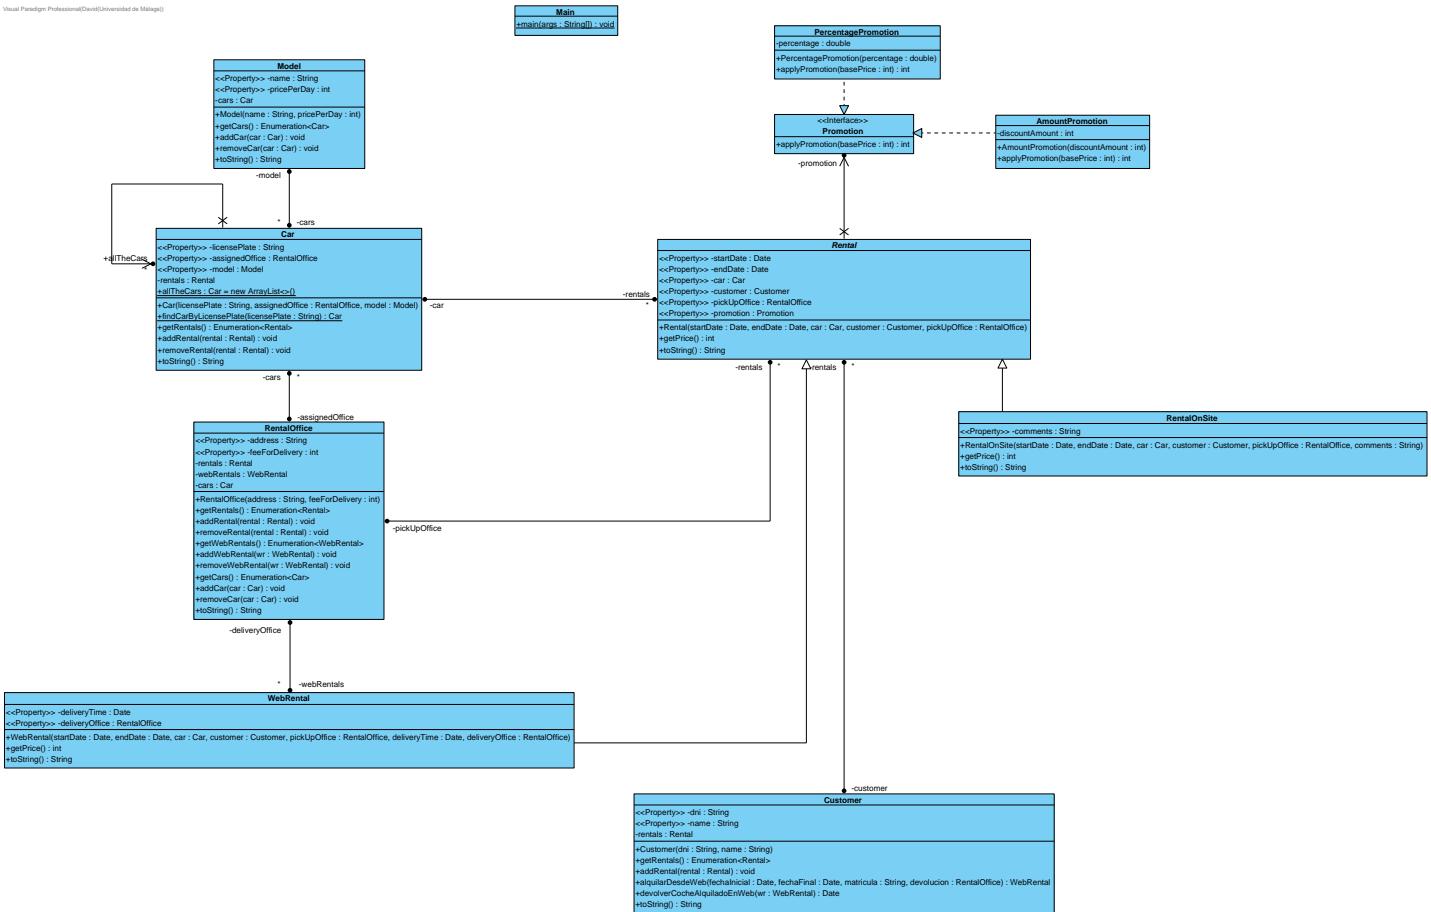 Visual Paradigm Professional(David(Universidad de Málaga))
Main
+main(args : String[]) : void
PercentagePromotion
-percentage : double
+PercentagePromotion(percentage : double)
+applyPromotion(basePrice : int) : int
Model
<<Property>> -name : String
<<Property>> -pricePerDay : int
-cars : Car
+Model(name : String, pricePerDay : int)
+getCars() : Enumeration<Car>
+addCar(car : Car) : void
+removeCar(car : Car) : void
+toString() : String
<<Interface>>
Promotion
+applyPromotion(basePrice : int) : int
AmountPromotion
-discountAmount : int
+AmountPromotion(discountAmount : int)
+applyPromotion(basePrice : int) : int
-promotion
-model
* -cars
+allTheCars
*
Car
<<Property>> -licensePlate : String
<<Property>> -assignedOffice : RentalOffice
<<Property>> -model : Model
-rentals : Rental
+allTheCars : Car = new ArrayList<>()
+Car(licensePlate : String, assignedOffice : RentalOffice, model : Model)
+findCarByLicensePlate(licensePlate : String) : Car
+getRentals() : Enumeration<Rental>
+addRental(rental : Rental) : void
+removeRental(rental : Rental) : void
+toString() : String
-car
-rentals
*
Rental
<<Property>> -startDate : Date
<<Property>> -endDate : Date
<<Property>> -car : Car
<<Property>> -customer : Customer
<<Property>> -pickUpOffice : RentalOffice
<<Property>> -promotion : Promotion
+Rental(startDate : Date, endDate : Date, car : Car, customer : Customer, pickUpOffice : RentalOffice)
+getPrice() : int
+toString() : String
-rentals *
-rentals *
-cars *
-assignedOffice
RentalOffice
<<Property>> -address : String
<<Property>> -feeForDelivery : int
-rentals : Rental
-webRentals : WebRental
-cars : Car
+RentalOffice(address : String, feeForDelivery : int)
+getRentals() : Enumeration<Rental>
+addRental(rental : Rental) : void
+removeRental(rental : Rental) : void
+getWebRentals() : Enumeration<WebRental>
+addWebRental(wr : WebRental) : void
+removeWebRental(wr : WebRental) : void
+getCars() : Enumeration<Car>
+addCar(car : Car) : void
+removeCar(car : Car) : void
+toString() : String
-pickUpOffice
RentalOnSite
<<Property>> -comments : String
+RentalOnSite(startDate : Date, endDate : Date, car : Car, customer : Customer, pickUpOffice : RentalOffice, comments : String)
+getPrice() : int
+toString() : String
-deliveryOffice
* -webRentals
WebRental
<<Property>> -deliveryTime : Date
<<Property>> -deliveryOffice : RentalOffice
+WebRental(startDate : Date, endDate : Date, car : Car, customer : Customer, pickUpOffice : RentalOffice, deliveryTime : Date, deliveryOffice : RentalOffice)
+getPrice() : int
+toString() : String
-customer
Customer
<<Property>> -dni : String
<<Property>> -name : String
-rentals : Rental
+Customer(dni : String, name : String)
+getRentals() : Enumeration<Rental>
+addRental(rental : Rental) : void
+alquilarDesdeWeb(fechaInicial : Date, fechaFinal : Date, matricula : String, devolucion : RentalOffice) : WebRental
+devolverCocheAlquiladoEnWeb(wr : WebRental) : Date
+toString() : String